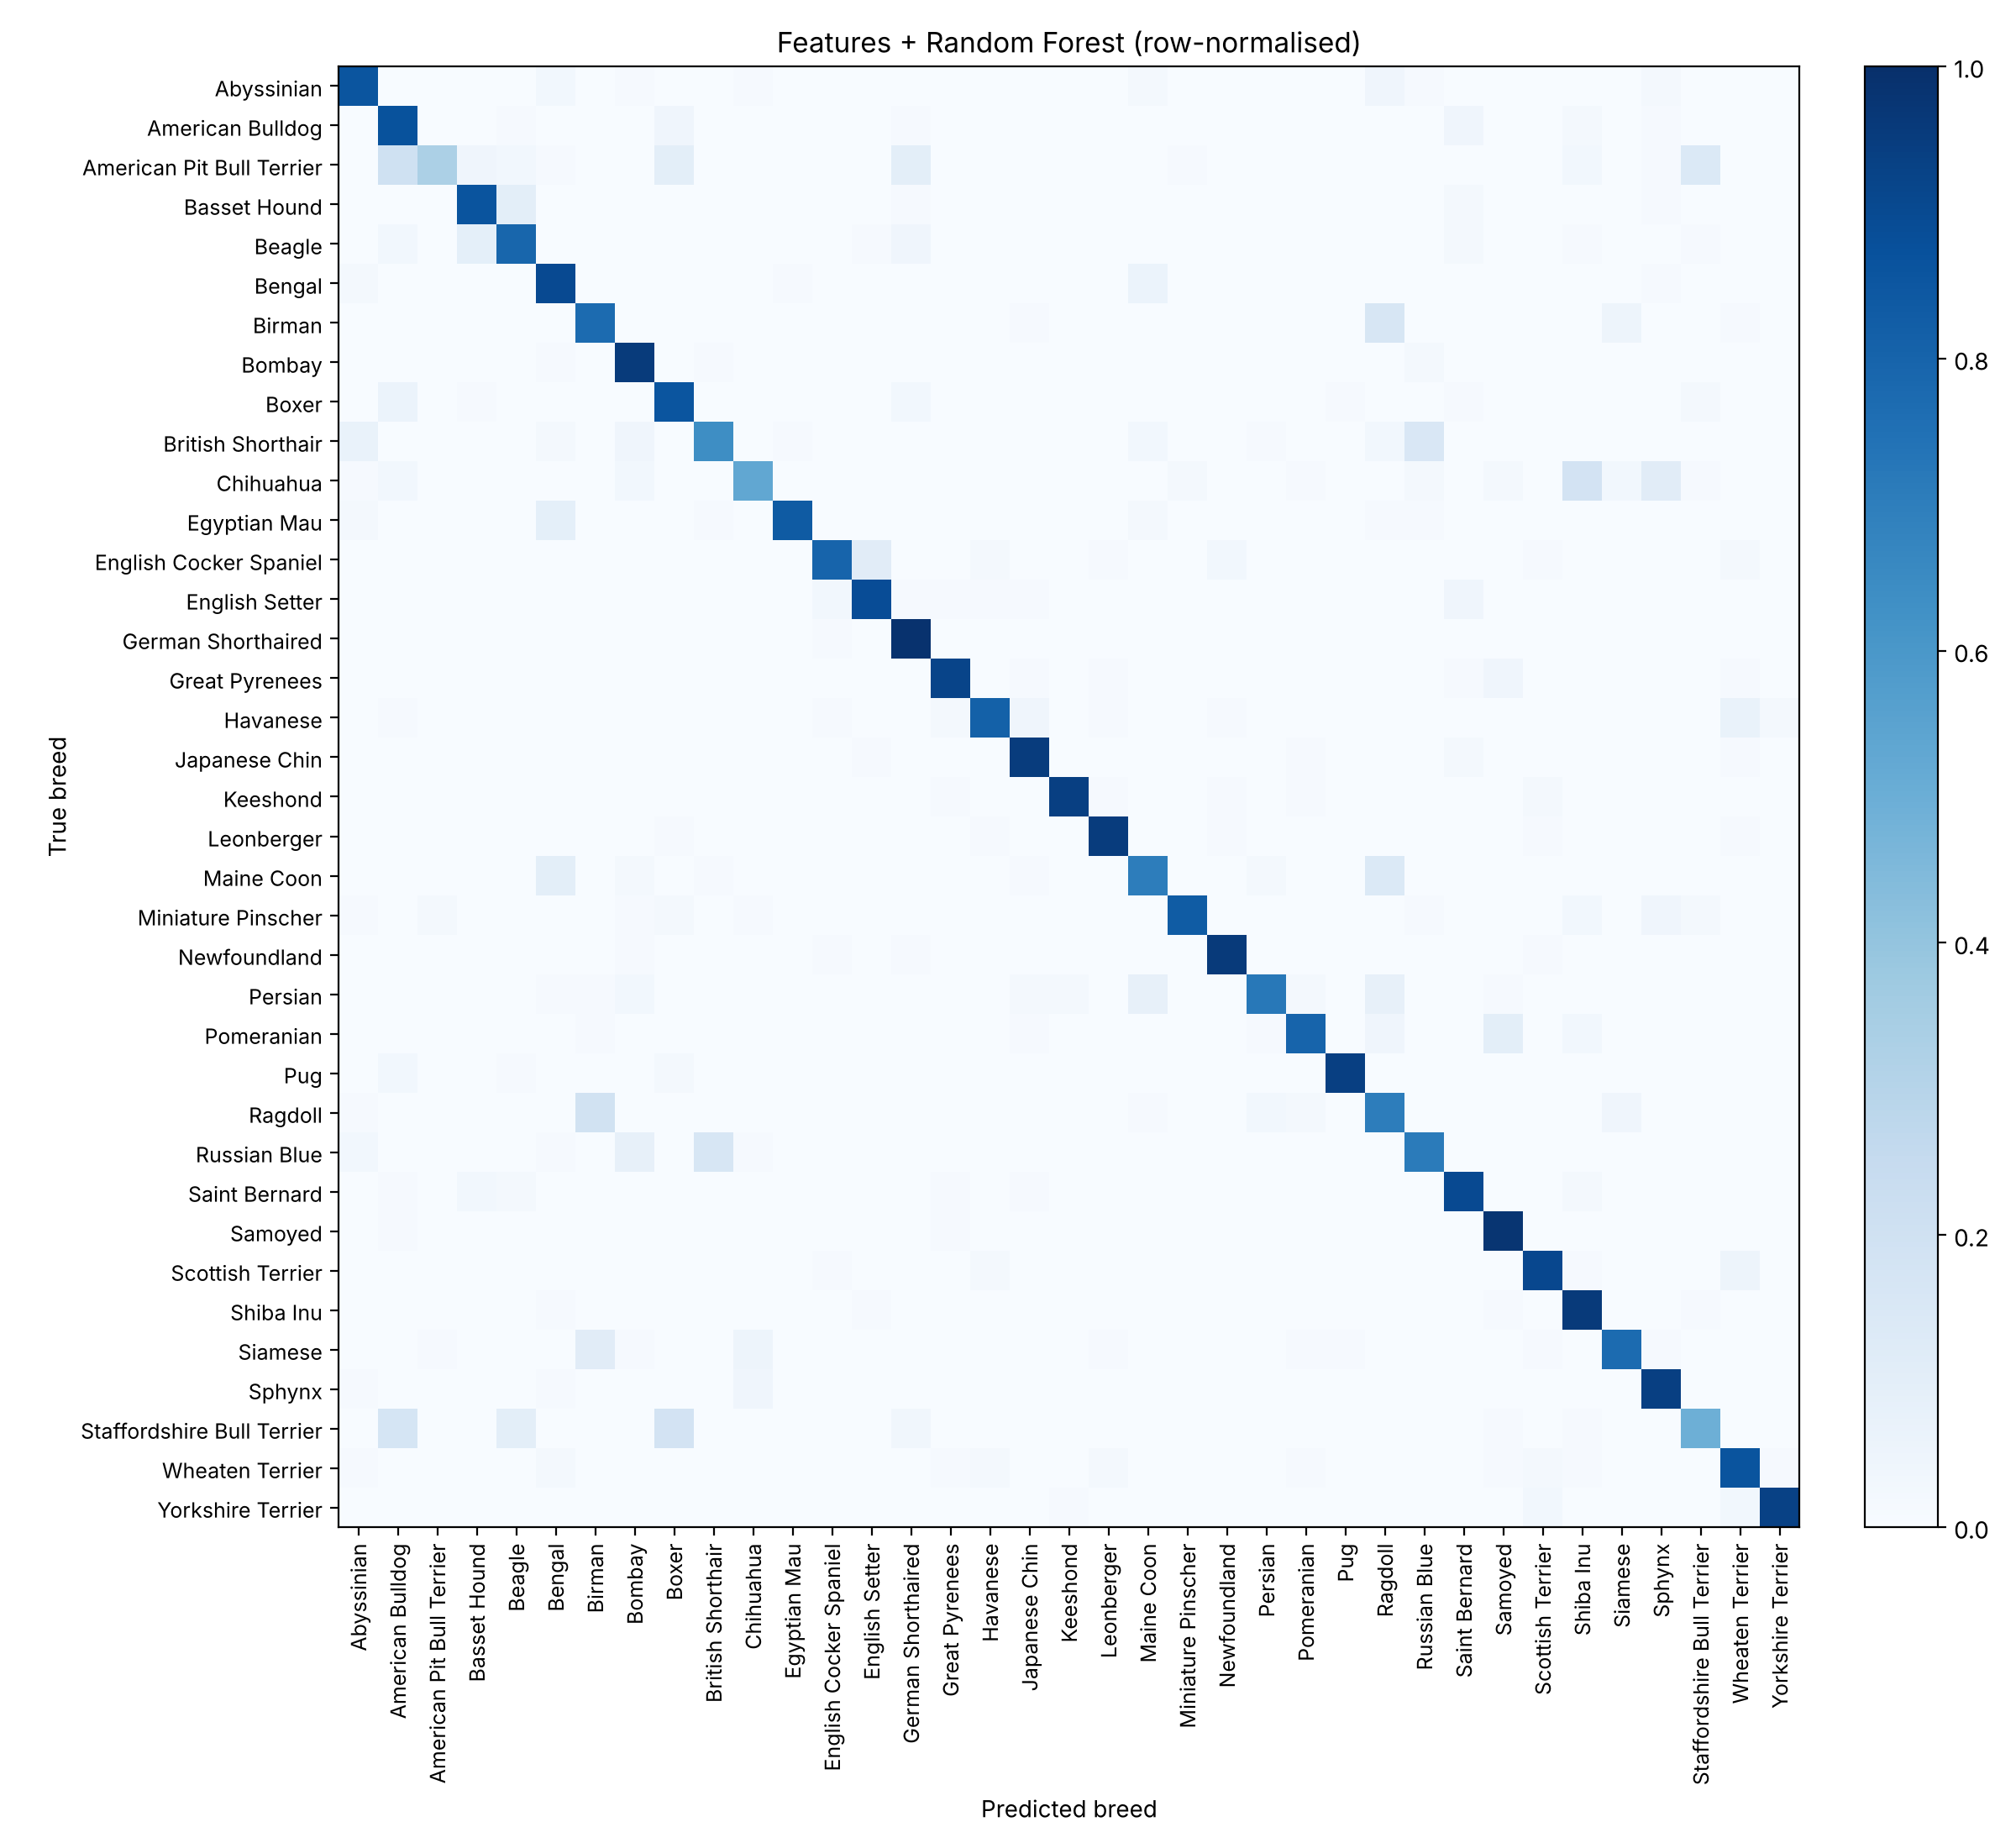 Features + Random Forest (row-normalised)
True breed
Abyssinian
American Bulldog
American Pit Bull Terrier
Basset Hound
Beagle
Bengal
Birman
Bombay
Boxer
British Shorthair
Chihuahua
Egyptian Mau
English Cocker Spaniel
English Setter
German Shorthaired
Great Pyrenees
Havanese
Japanese Chin
Keeshond
Leonberger
Maine Coon
Miniature Pinscher
Newfoundland
Persian
Pomeranian
Pug
Ragdoll
Russian Blue
Saint Bernard
Samoyed
Scottish Terrier
Shiba Inu
Siamese
Sphynx
Staffordshire Bull Terrier
Wheaten Terrier
Yorkshire Terrier
Abyssinian
American Bulldog
American Pit Bull Terrier
Basset Hound
Beagle
Bengal
Birman
Bombay
Boxer
British Shorthair
Chihuahua
Egyptian Mau
English Cocker Spaniel
English Setter
German Shorthaired
Great Pyrenees
Havanese
Japanese Chin
Keeshond
Leonberger
Maine Coon
Miniature Pinscher
Newfoundland
Persian
Pomeranian
Pug
Ragdoll
Russian Blue
Saint Bernard
Samoyed
Scottish Terrier
Shiba Inu
Siamese
Sphynx
Staffordshire Bull Terrier
Wheaten Terrier
Yorkshire Terrier
Predicted breed
1.0
0.8
0.6
0.4
0.2
0.0